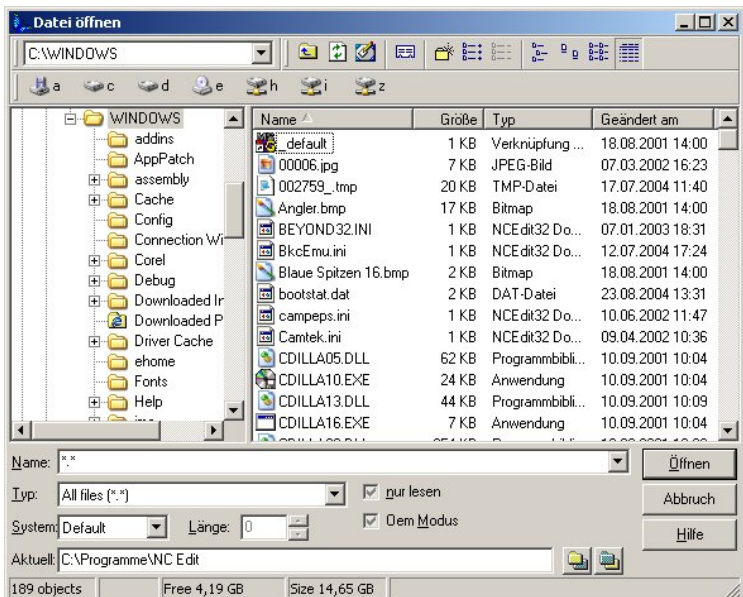 Datei öffnen
C:\WINDOWS
a c d e h i z
WINDOWS
addins
AppPatch
assembly
Cache
Config
Connection Wi
Corel
Debug
Downloaded Ir
Downloaded P
Driver Cache
ehome
Fonts
Help
Name Größe Typ Geändert am
_default 1 KB Verknüpfung ... 18.08.2001 14:00
00006.jpg 7 KB JPEG-Bild 07.03.2002 16:23
002759_.tmp 20 KB TMP-Datei 17.07.2004 11:40
Angler.bmp 17 KB Bitmap 18.08.2001 14:00
BEYOND32.INI 1 KB NCEdit32 Do... 07.01.2003 18:31
BkcEmu.ini 1 KB NCEdit32 Do... 12.07.2004 17:24
Blaue Spitzen 16.bmp 2 KB Bitmap 18.08.2001 14:00
bootstat.dat 2 KB DAT-Datei 23.08.2004 13:31
campeps.ini 1 KB NCEdit32 Do... 10.06.2002 11:47
Camtek.ini 1 KB NCEdit32 Do... 09.04.2002 10:36
CDILLA05.DLL 62 KB Programmbibli... 10.09.2001 10:04
CDILLA10.EXE 24 KB Anwendung 10.09.2001 10:04
CDILLA13.DLL 44 KB Programmbibli... 10.09.2001 10:09
CDILLA16.EXE 7 KB Anwendung 10.09.2001 10:04
Name: *.* Öffnen
Typ: All files (*.*) nur lesen Abbruch
System: Default Länge: 0 Oem Modus Hilfe
Aktuell: C:\Programme\NC Edit
189 objects Free 4,19 GB Size 14,65 GB